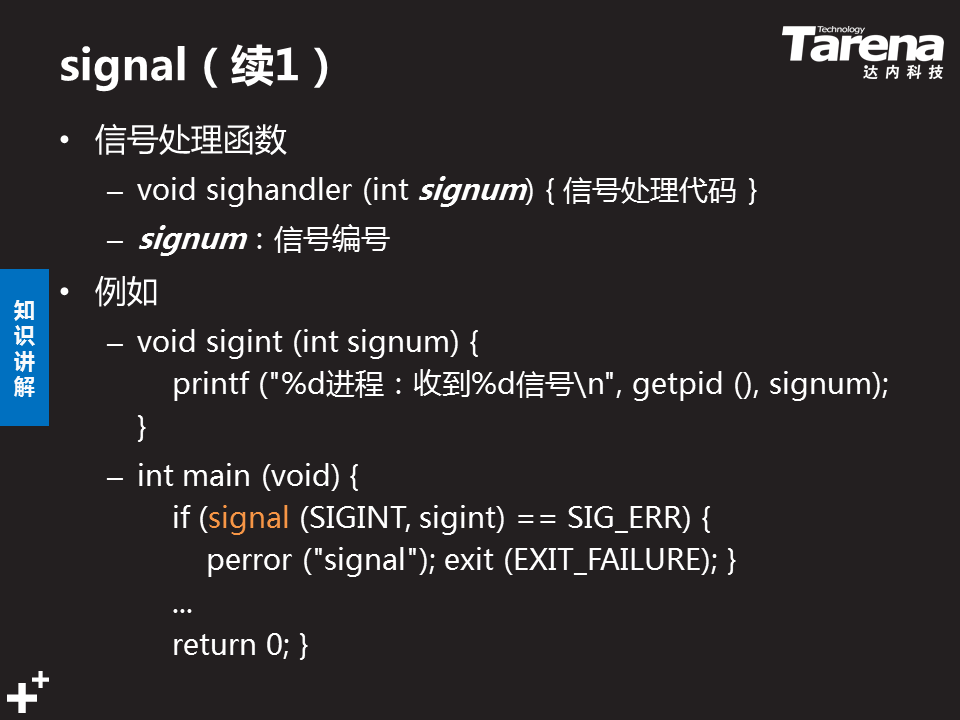 signal（续1）
Technology
Tarena
达内科技
• 信号处理函数
– void sighandler (int signum) { 信号处理代码 }
– signum：信号编号
• 例如
– void sigint (int signum) {
printf ("%d进程：收到%d信号\n", getpid (), signum);
}
– int main (void) {
if (signal (SIGINT, sigint) == SIG_ERR) {
perror ("signal"); exit (EXIT_FAILURE); }
...
return 0; }
知识讲解